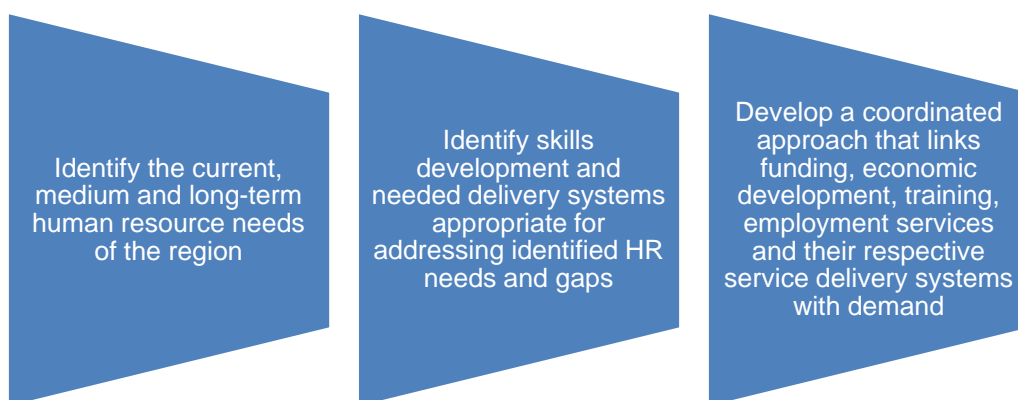 Identify the current,
medium and long-term
human resource needs
of the region
Identify skills
development and
needed delivery systems
appropriate for
addressing identified HR
needs and gaps
Develop a coordinated
approach that links
funding, economic
development, training,
employment services
and their respective
service delivery systems
with demand